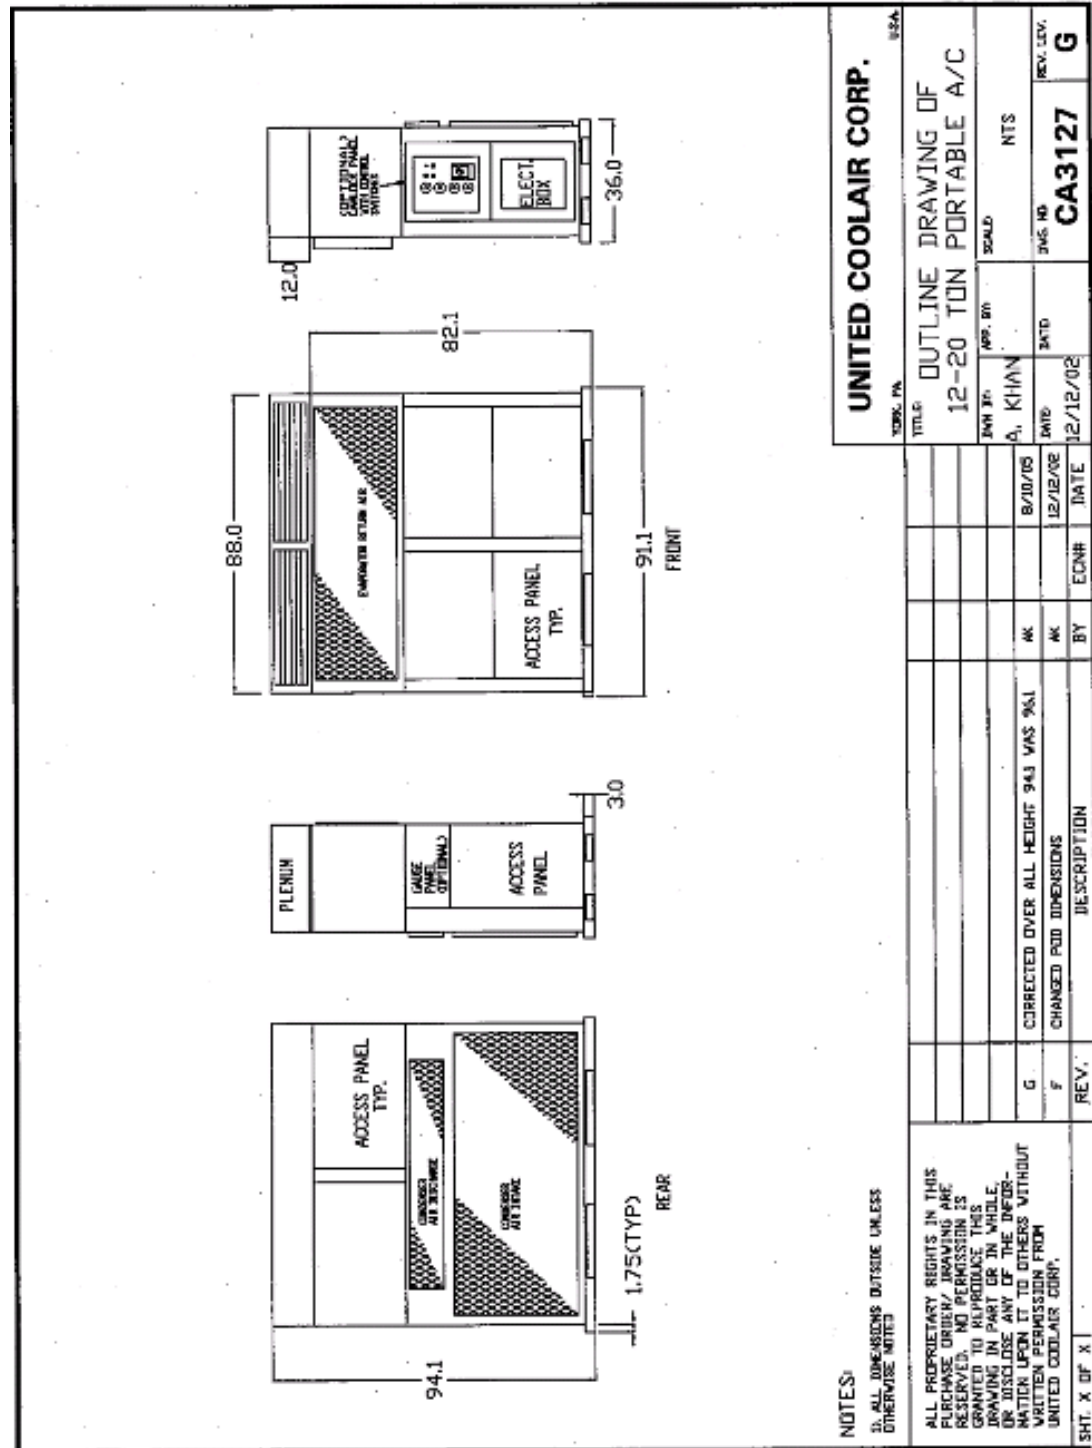 94.1
ACCESS PANEL
TYP.
CONDENSER
AIR DISCHARGE
CONDENSER
AIR INTAKE
1.75(TYP)
REAR
PLENUM
GAUGE
PANEL
(OPTIONAL)
ACCESS
PANEL
3.0
88.0
EVAPORATOR RETURN AIR
82.1
ACCESS PANEL
TYP.
91.1
FRONT
12.0
(OPTIONAL)
CAMLOCK PANEL
WITH CONTROL
SWITCHES
ELECT.
BOX
36.0
NOTES:
1). ALL DIMENSIONS OUTSIDE UNLESS
OTHERWISE NOTED
ALL PROPRIETARY RIGHTS IN THIS
PURCHASE ORDER/ DRAWING ARE
RESERVED. NO PERMISSION IS
GRANTED TO REPRODUCE THIS
DRAWING IN PART OR IN WHOLE,
OR DISCLOSE ANY OF THE INFOR-
MATION UPON IT TO OTHERS WITHOUT
WRITTEN PERMISSION FROM
UNITED COOLAIR CORP.
SHT. X OF X
G CORRECTED OVER ALL HEIGHT 94.1 WAS 96.1 AK 8/10/05
F CHANGED POD DIMENSIONS AK 12/12/02
REV. DESCRIPTION BY ECN# DATE
UNITED COOLAIR CORP.
YORK, PA. U.S.A.
TITLE: OUTLINE DRAWING OF
12-20 TON PORTABLE A/C
DWN BY: A. KHAN
APP. BY:
SCALE: NTS
DATE: 12/12/02
DATE:
DWG. NO. CA3127
REV. LEV. G